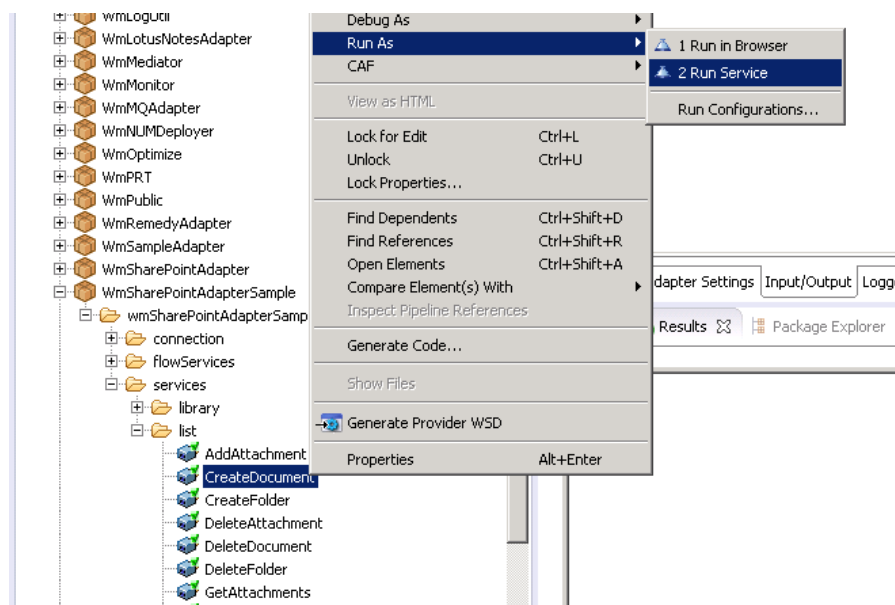 WmLogUtil
WmLotusNotesAdapter
WmMediator
WmMonitor
WmMQAdapter
WmNUMDeployer
WmOptimize
WmPRT
WmPublic
WmRemedyAdapter
WmSampleAdapter
WmSharePointAdapter
WmSharePointAdapterSample
wmSharePointAdapterSamp
connection
flowServices
services
library
list
AddAttachment
CreateDocument
CreateFolder
DeleteAttachment
DeleteDocument
DeleteFolder
GetAttachments
Debug As
Run As
CAF
View as HTML
Lock for Edit Ctrl+L
Unlock Ctrl+U
Lock Properties...
Find Dependents Ctrl+Shift+D
Find References Ctrl+Shift+R
Open Elements Ctrl+Shift+A
Compare Element(s) With
Inspect Pipeline References
Generate Code...
Show Files
Generate Provider WSD
Properties Alt+Enter
1 Run in Browser
2 Run Service
Run Configurations...
dapter Settings Input/Output Logg
Results Package Explorer